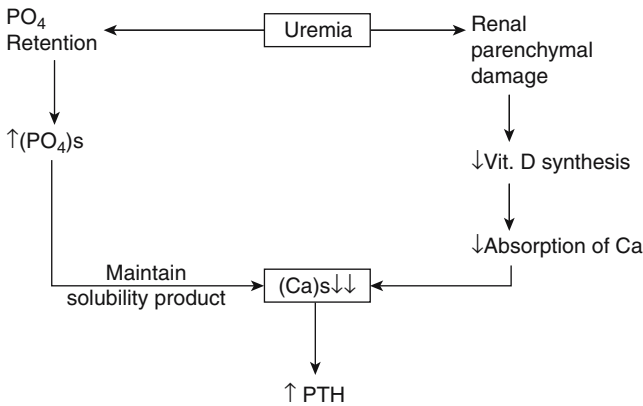 PO₄
Retention
Uremia
Renal
parenchymal
damage
↑(PO₄)s
↓Vit. D synthesis
↓Absorption of Ca
Maintain
solubility product
(Ca)s↓↓
↑ PTH